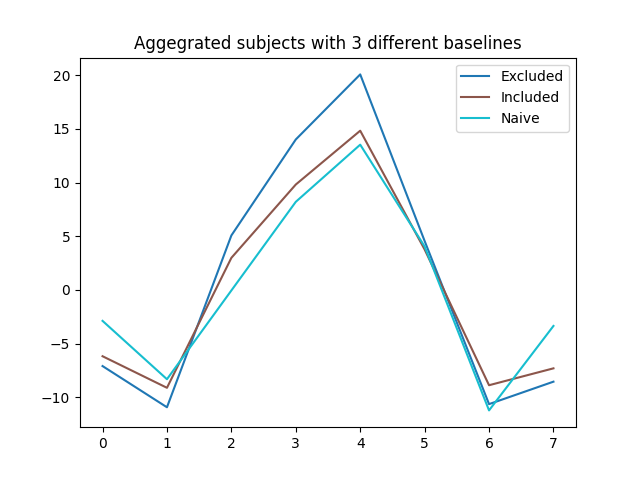 Aggegrated subjects with 3 different baselines
Excluded
Included
Naive
20
15
10
5
0
−5
−10
0 1 2 3 4 5 6 7